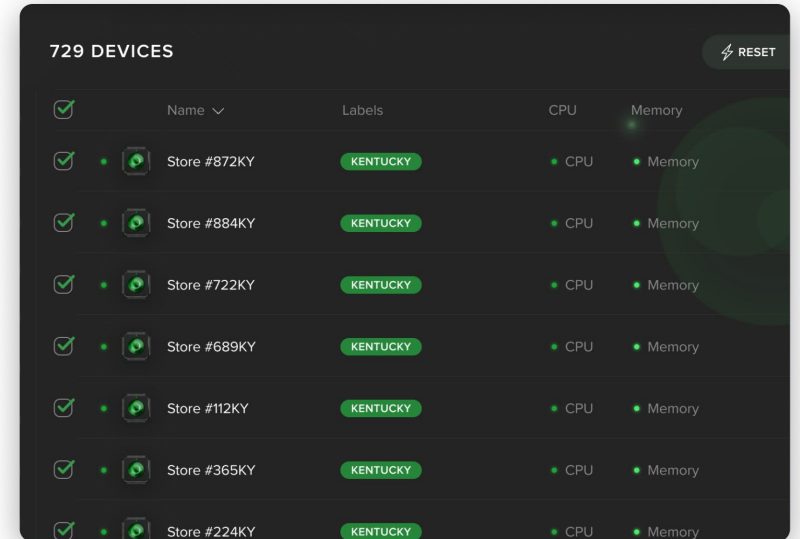 729 DEVICES
RESET
Name Labels CPU Memory
Store #872KY KENTUCKY CPU Memory
Store #884KY KENTUCKY CPU Memory
Store #722KY KENTUCKY CPU Memory
Store #689KY KENTUCKY CPU Memory
Store #112KY KENTUCKY CPU Memory
Store #365KY KENTUCKY CPU Memory
Store #224KY KENTUCKY CPU Memory